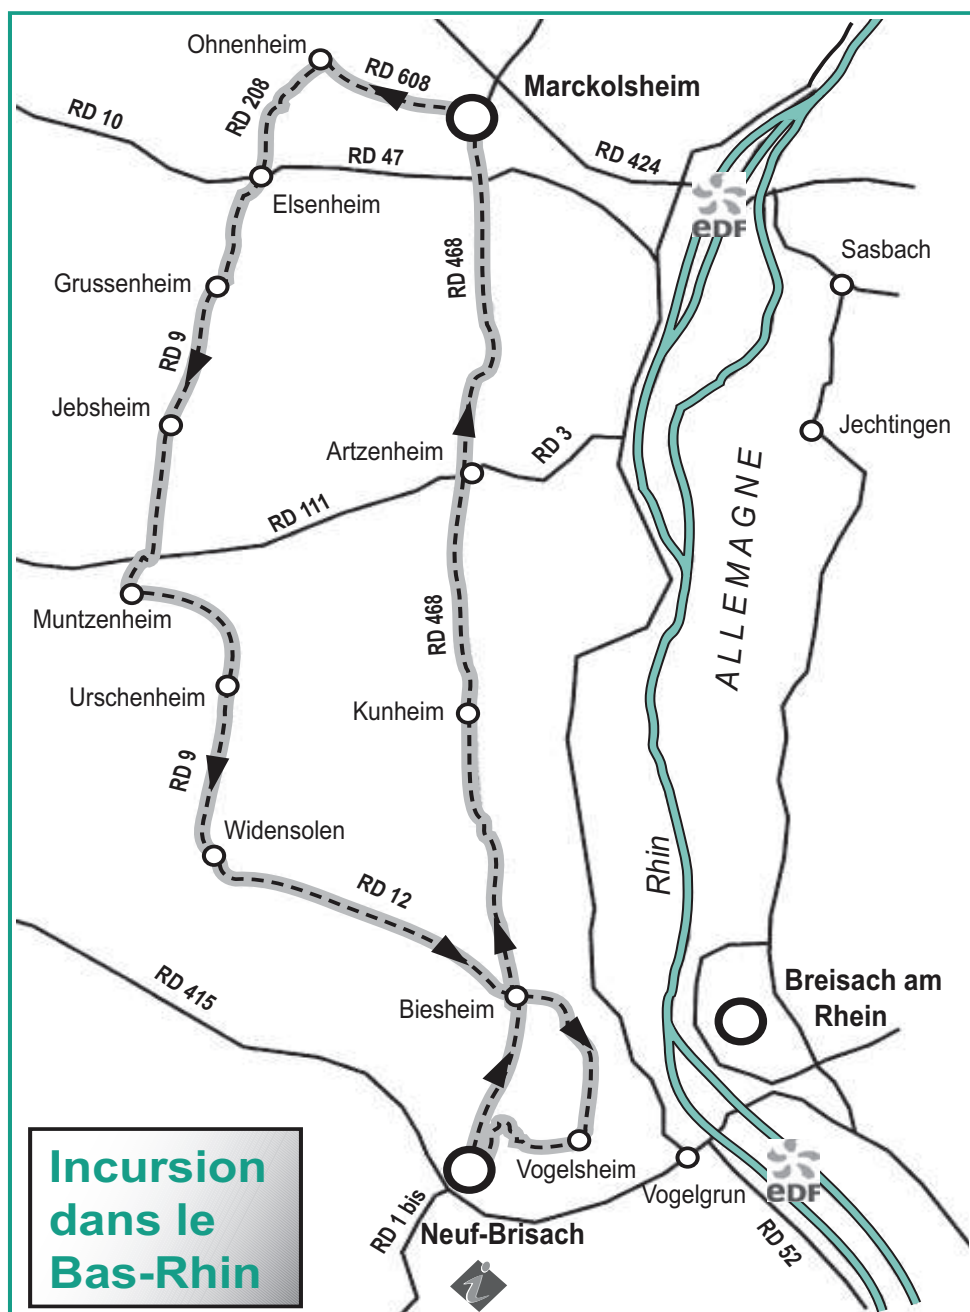 Ohnenheim
RD 608
Marckolsheim
RD 208
RD 10
RD 47
RD 424
Elsenheim
eDF
Sasbach
Grussenheim
RD 468
RD 9
Jebsheim
Jechtingen
Artzenheim
RD 3
RD 111
ALLEMAGNE
Muntzenheim
RD 468
Urschenheim
Kunheim
RD 9
Widensolen
Rhin
RD 12
RD 415
Biesheim
Breisach am
Rhein
Vogelsheim
Vogelgrun
eDF
RD 1 bis
Neuf-Brisach
RD 52
i
Incursion
dans le
Bas-Rhin